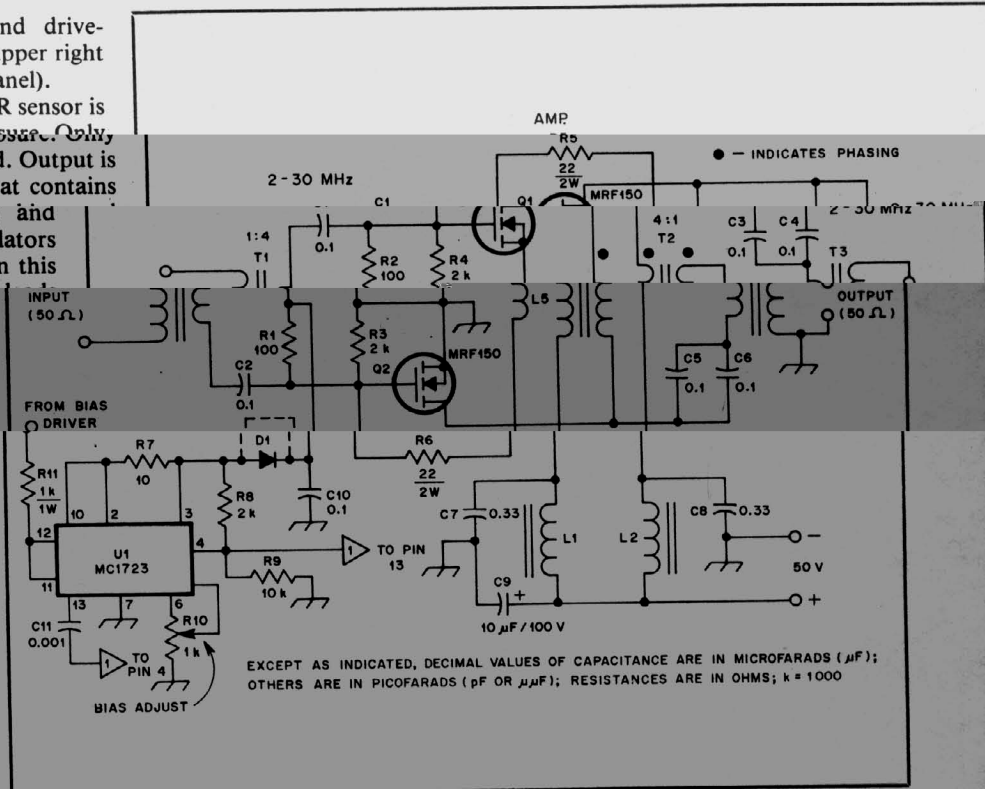 nd drive-
pper right
anel).
R sensor is
sure. Only
d. Output is
at contains
and
lators
n this
AMP.
R5
22
2W
● – INDICATES PHASING
2-30 MHz
Q1
MRF150
C1
0.1
1:4
T1
R2
100
R4
2 k
4:1
T2
C3
0.1
C4
0.1
2-30 MHz
T3
INPUT
(50 Ω)
R1
100
R3
2 k
L5
OUTPUT
(50 Ω)
MRF150
Q2
C2
0.1
C5
0.1
C6
0.1
FROM BIAS
DRIVER
R7
10
D1
R6
22
2W
R11
1 k
1W
R8
2 k
C10
0.1
C7
0.33
C8
0.33
10
2
3
12
11
4
U1
MC1723
1
TO PIN
13
L1
L2
–
50 V
+
R9
10 k
C9
+
10 µF/100 V
13
7
6
R10
1 k
C11
0.001
1
TO
PIN 4
BIAS ADJUST
EXCEPT AS INDICATED, DECIMAL VALUES OF CAPACITANCE ARE IN MICROFARADS (µF);
OTHERS ARE IN PICOFARADS (pF OR µµF); RESISTANCES ARE IN OHMS; k = 1000